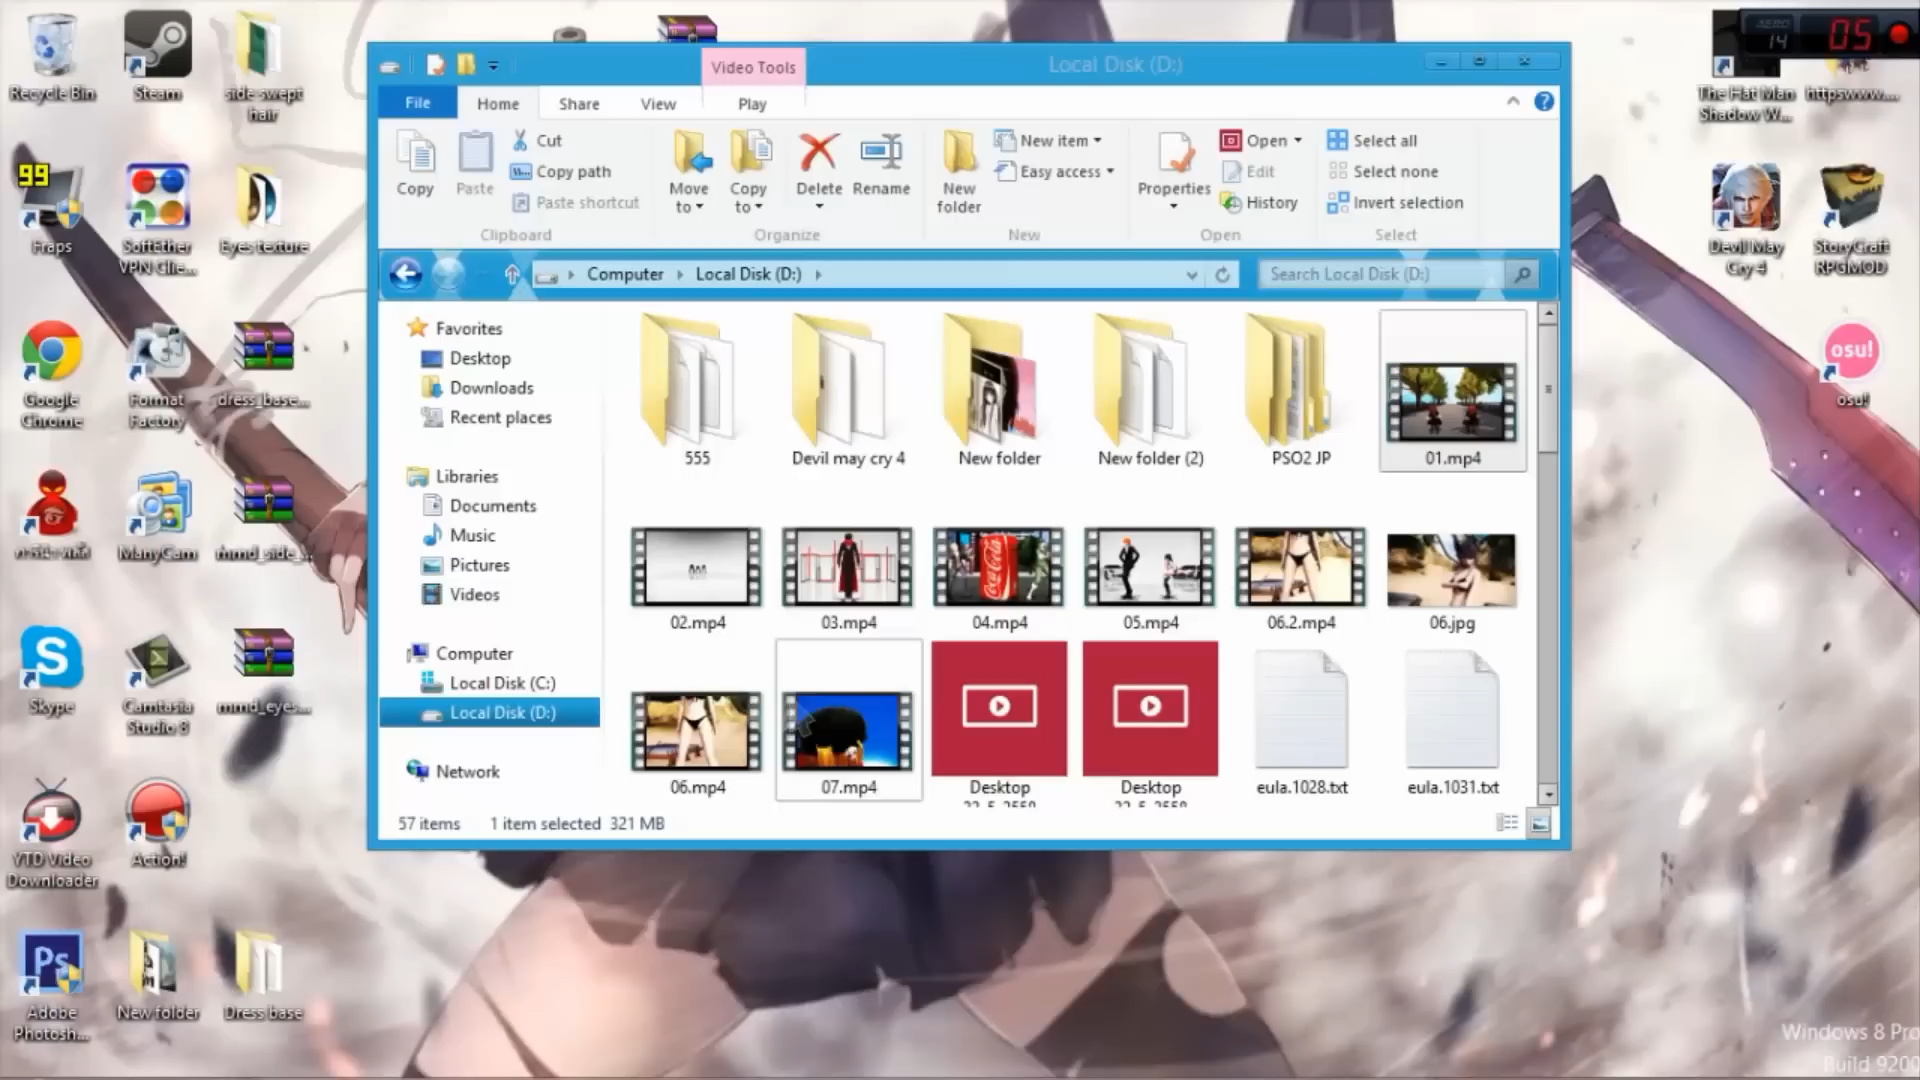 Video Tools
Local Disk (D:)
File
Home
Share
View
Play
Copy
Paste
Cut
Copy path
Paste shortcut
Clipboard
Move to
Copy to
Delete
Rename
Organize
New folder
New item
Easy access
New
Properties
Open
Edit
History
Open
Select all
Select none
Invert selection
Select
Computer
Local Disk (D:)
Search Local Disk (D:)
Favorites
Desktop
Downloads
Recent places
Libraries
Documents
Music
Pictures
Videos
Computer
Local Disk (C:)
Local Disk (D:)
Network
555
Devil may cry 4
New folder
New folder (2)
PSO2 JP
01.mp4
02.mp4
03.mp4
04.mp4
05.mp4
06.2.mp4
06.jpg
Coca-Cola
06.mp4
07.mp4
Desktop
Desktop
eula.1028.txt
eula.1031.txt
57 items
1 item selected 321 MB
Recycle Bin
Steam
side swept
hair
99
Fraps
SoftEther
VPN Clie...
Eyes texture
Google
Chrome
Format
Factory
dress_base...
ManyCam
mmd_side_...
Skype
Camtasia
Studio 8
mmd_eyes...
YTD Video
Downloader
Action!
Ps
Adobe
Photosh...
New folder
Dress base
14
05
The Hat Man
Shadow W...
httpswww....
Devil May
Cry 4
StoryCraft
RPGMOD
osu!
osu!
Windows 8 Pro
Build 9200